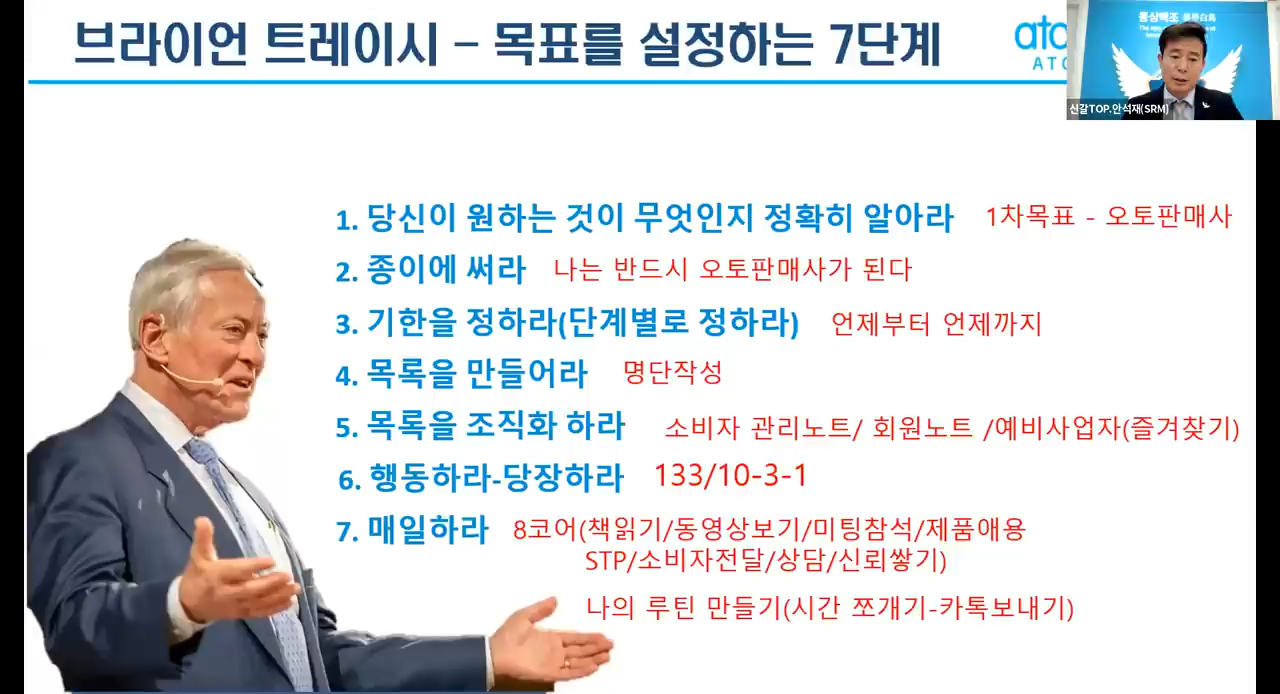 브라이언 트레이시 - 목표를 설정하는 7단계
1. 당신이 원하는 것이 무엇인지 정확히 알아라 1차목표 - 오토판매사
2. 종이에 써라 나는 반드시 오토판매사가 된다
3. 기한을 정하라(단계별로 정하라) 언제부터 언제까지
4. 목록을 만들어라 명단작성
5. 목록을 조직화 하라 소비자 관리노트/ 회원노트 /예비사업자(즐겨찾기)
6. 행동하라-당장하라 133/10-3-1
7. 매일하라 8코어(책읽기/동영상보기/미팅참석/제품애용
STP/소비자전달/상담/신뢰쌓기)
나의 루틴 만들기(시간 쪼개기-카톡보내기)
신갈TOP.안석재(SRM)